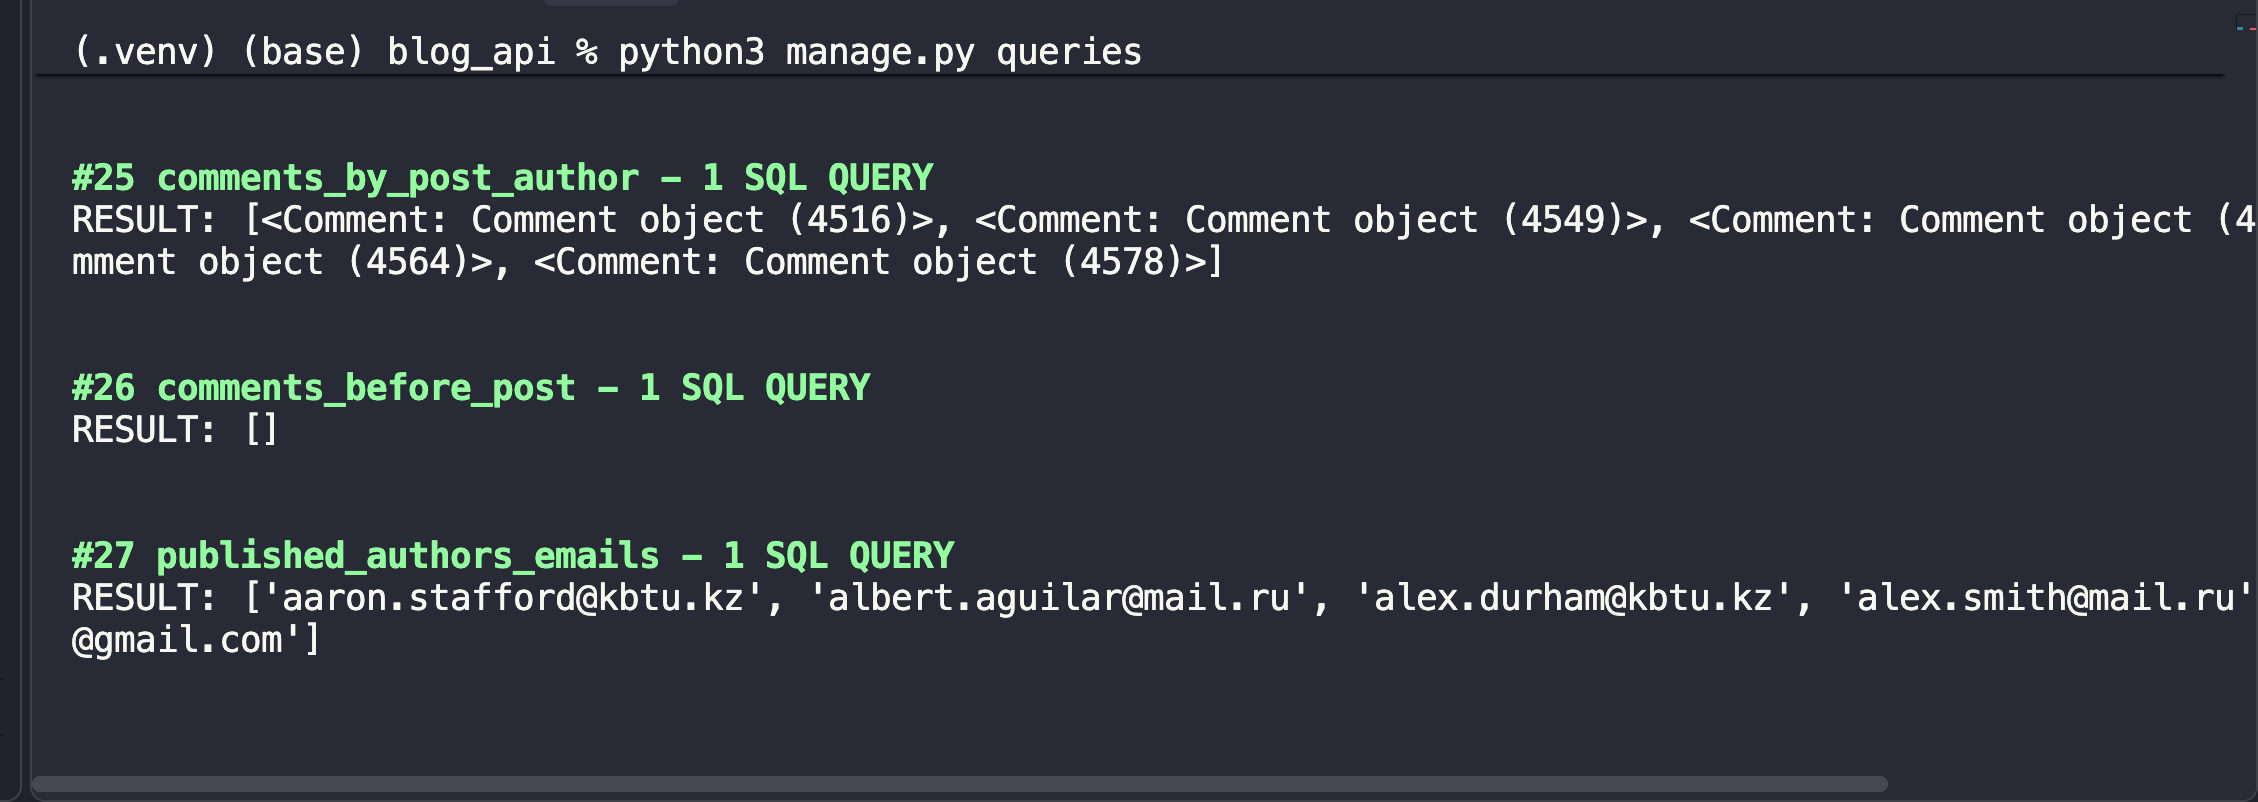 (.venv) (base) blog_api % python3 manage.py queries
#25 comments_by_post_author – 1 SQL QUERY
RESULT: [<Comment: Comment object (4516)>, <Comment: Comment object (4549)>, <Comment: Comment object (4
mment object (4564)>, <Comment: Comment object (4578)>]
#26 comments_before_post – 1 SQL QUERY
RESULT: []
#27 published_authors_emails – 1 SQL QUERY
RESULT: ['aaron.stafford@kbtu.kz', 'albert.aguilar@mail.ru', 'alex.durham@kbtu.kz', 'alex.smith@mail.ru'
@gmail.com']